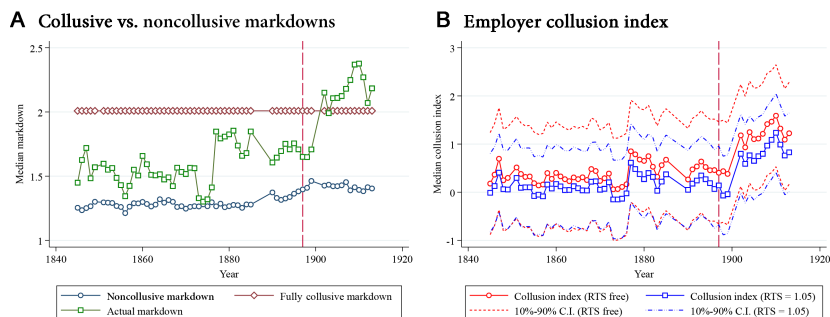 A Collusive vs. noncollusive markdowns
2.5
2
1.5
1
Median markdown
1840
1860
1880
1900
1920
Year
Noncollusive markdown
Fully collusive markdown
Actual markdown
B Employer collusion index
3
2
1
0
-1
Median collusion index
1840
1860
1880
1900
1920
Year
Collusion index (RTS free)
Collusion index (RTS = 1.05)
10%-90% C.I. (RTS free)
10%-90% C.I. (RTS = 1.05)